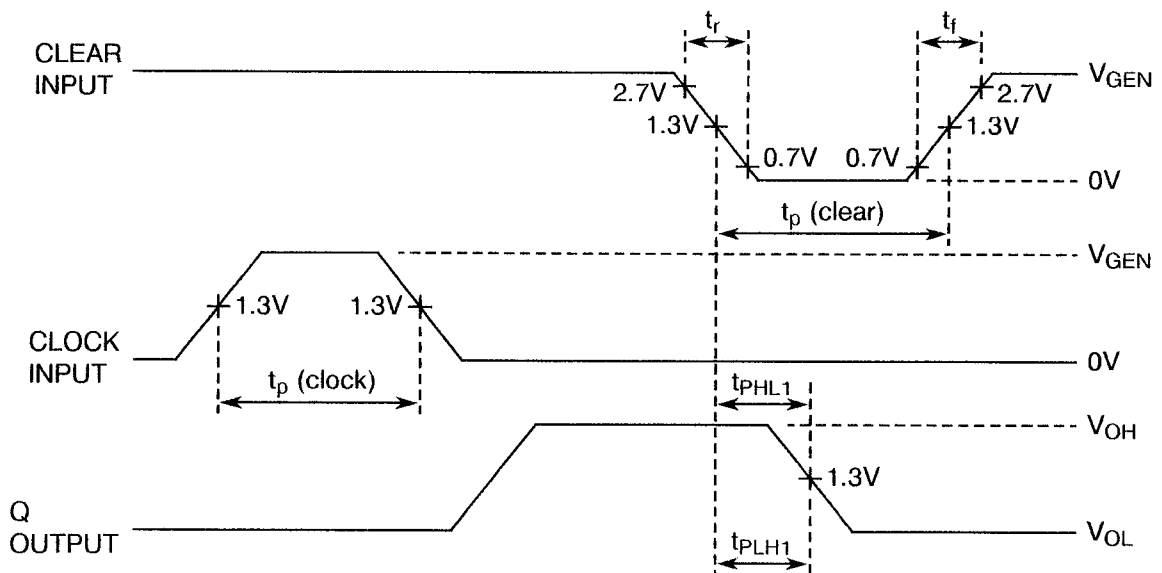 t_r
t_f
CLEAR
INPUT
V_GEN
2.7V
2.7V
1.3V
1.3V
0.7V
0.7V
0V
t_p (clear)
V_GEN
1.3V
1.3V
CLOCK
INPUT
0V
t_p (clock)
t_PHL1
V_OH
1.3V
Q
OUTPUT
V_OL
t_PLH1